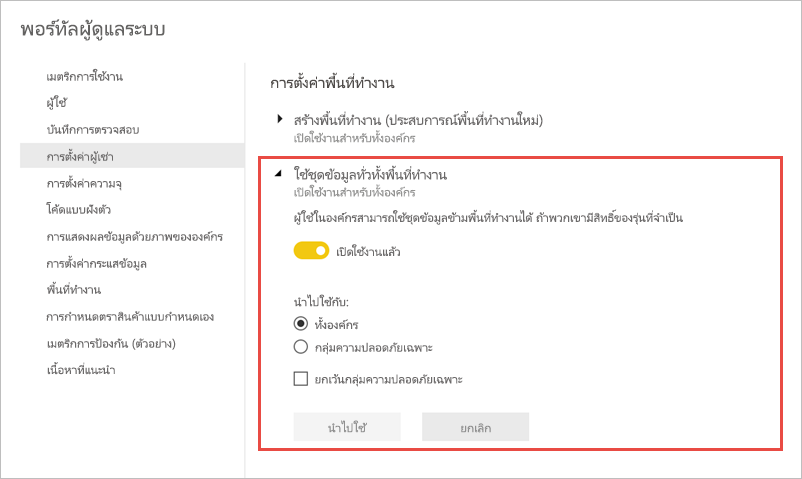 พอร์ทัลผู้ดูแลระบบ
เมตริกการใช้งาน
ผู้ใช้
บันทึกการตรวจสอบ
การตั้งค่าผู้เช่า
การตั้งค่าความจุ
โค้ดแบบฝังตัว
การแสดงผลข้อมูลด้วยภาพขององค์กร
การตั้งค่ากระแสข้อมูล
พื้นที่ทำงาน
การกำหนดตราสินค้าแบบกำหนดเอง
เมตริกการป้องกัน (ตัวอย่าง)
เนื้อหาที่แนะนำ
การตั้งค่าพื้นที่ทำงาน
สร้างพื้นที่ทำงาน (ประสบการณ์พื้นที่ทำงานใหม่)
เปิดใช้งานสำหรับทั้งองค์กร
ใช้ชุดข้อมูลทั่วทั้งพื้นที่ทำงาน
เปิดใช้งานสำหรับทั้งองค์กร
ผู้ใช้ในองค์กรสามารถใช้ชุดข้อมูลข้ามพื้นที่ทำงานได้ ถ้าพวกเขามีสิทธิ์ของรุ่นที่จำเป็น
เปิดใช้งานแล้ว
นำไปใช้กับ:
ทั้งองค์กร
กลุ่มความปลอดภัยเฉพาะ
ยกเว้นกลุ่มความปลอดภัยเฉพาะ
นำไปใช้
ยกเลิก